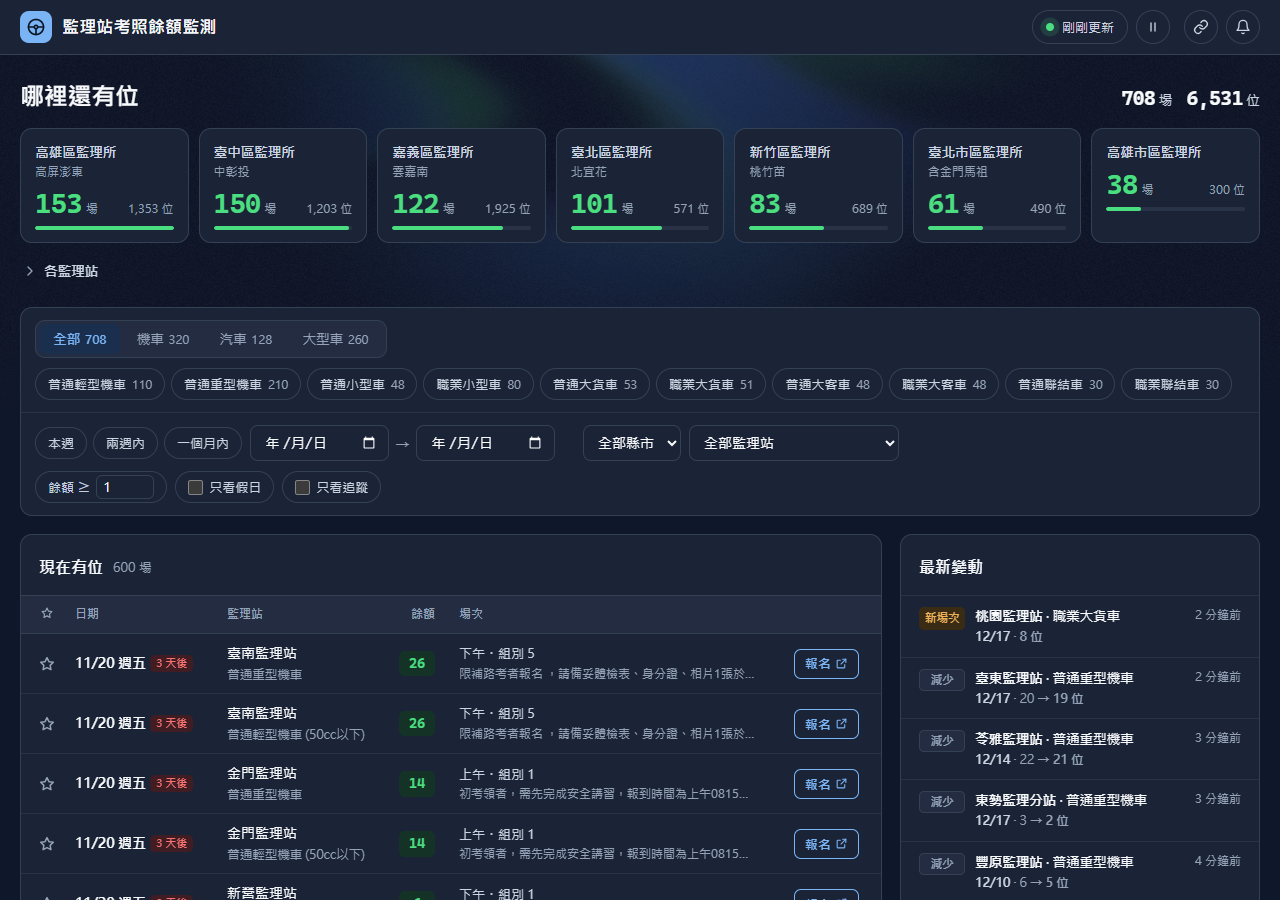 監理站考照餘額監測
剛剛更新
哪裡還有位
708 場 6,531 位
高雄區監理所
高屏澎東
153 場 1,353 位
臺中區監理所
中彰投
150 場 1,203 位
嘉義區監理所
雲嘉南
122 場 1,925 位
臺北區監理所
北宜花
101 場 571 位
新竹區監理所
桃竹苗
83 場 689 位
臺北市區監理所
含金門馬祖
61 場 490 位
高雄市區監理所
38 場 300 位
各監理站
全部 708 機車 320 汽車 128 大型車 260
普通輕型機車 110 普通重型機車 210 普通小型車 48 職業小型車 80 普通大貨車 53 職業大貨車 51 普通大客車 48 職業大客車 48 普通聯結車 30 職業聯結車 30
本週 兩週內 一個月內 年 /月/日 → 年 /月/日 全部縣市 全部監理站
餘額 ≥ 1 只看假日 只看追蹤
現在有位 600 場
日期 監理站 餘額 場次
11/20 週五 3 天後 臺南監理站 26 下午・組別 5 報名
普通重型機車 限補路考者報名 ，請備妥體檢表、身分證、相片1張於...
11/20 週五 3 天後 臺南監理站 26 下午・組別 5 報名
普通輕型機車 (50cc以下) 限補路考者報名 ，請備妥體檢表、身分證、相片1張於...
11/20 週五 3 天後 金門監理站 14 上午・組別 1 報名
普通重型機車 初考領者，需先完成安全講習，報到時間為上午0815...
11/20 週五 3 天後 金門監理站 14 上午・組別 1 報名
普通輕型機車 (50cc以下) 初考領者，需先完成安全講習，報到時間為上午0815...
新營監理站 下午・組別 1
最新變動
新場次 桃園監理站 · 職業大貨車 2 分鐘前
12/17 · 8 位
減少 臺東監理站 · 普通重型機車 2 分鐘前
12/17 · 20 → 19 位
減少 苓雅監理站 · 普通重型機車 3 分鐘前
12/14 · 22 → 21 位
減少 東勢監理分站 · 普通重型機車 3 分鐘前
12/17 · 3 → 2 位
減少 豐原監理站 · 普通重型機車 4 分鐘前
12/10 · 6 → 5 位